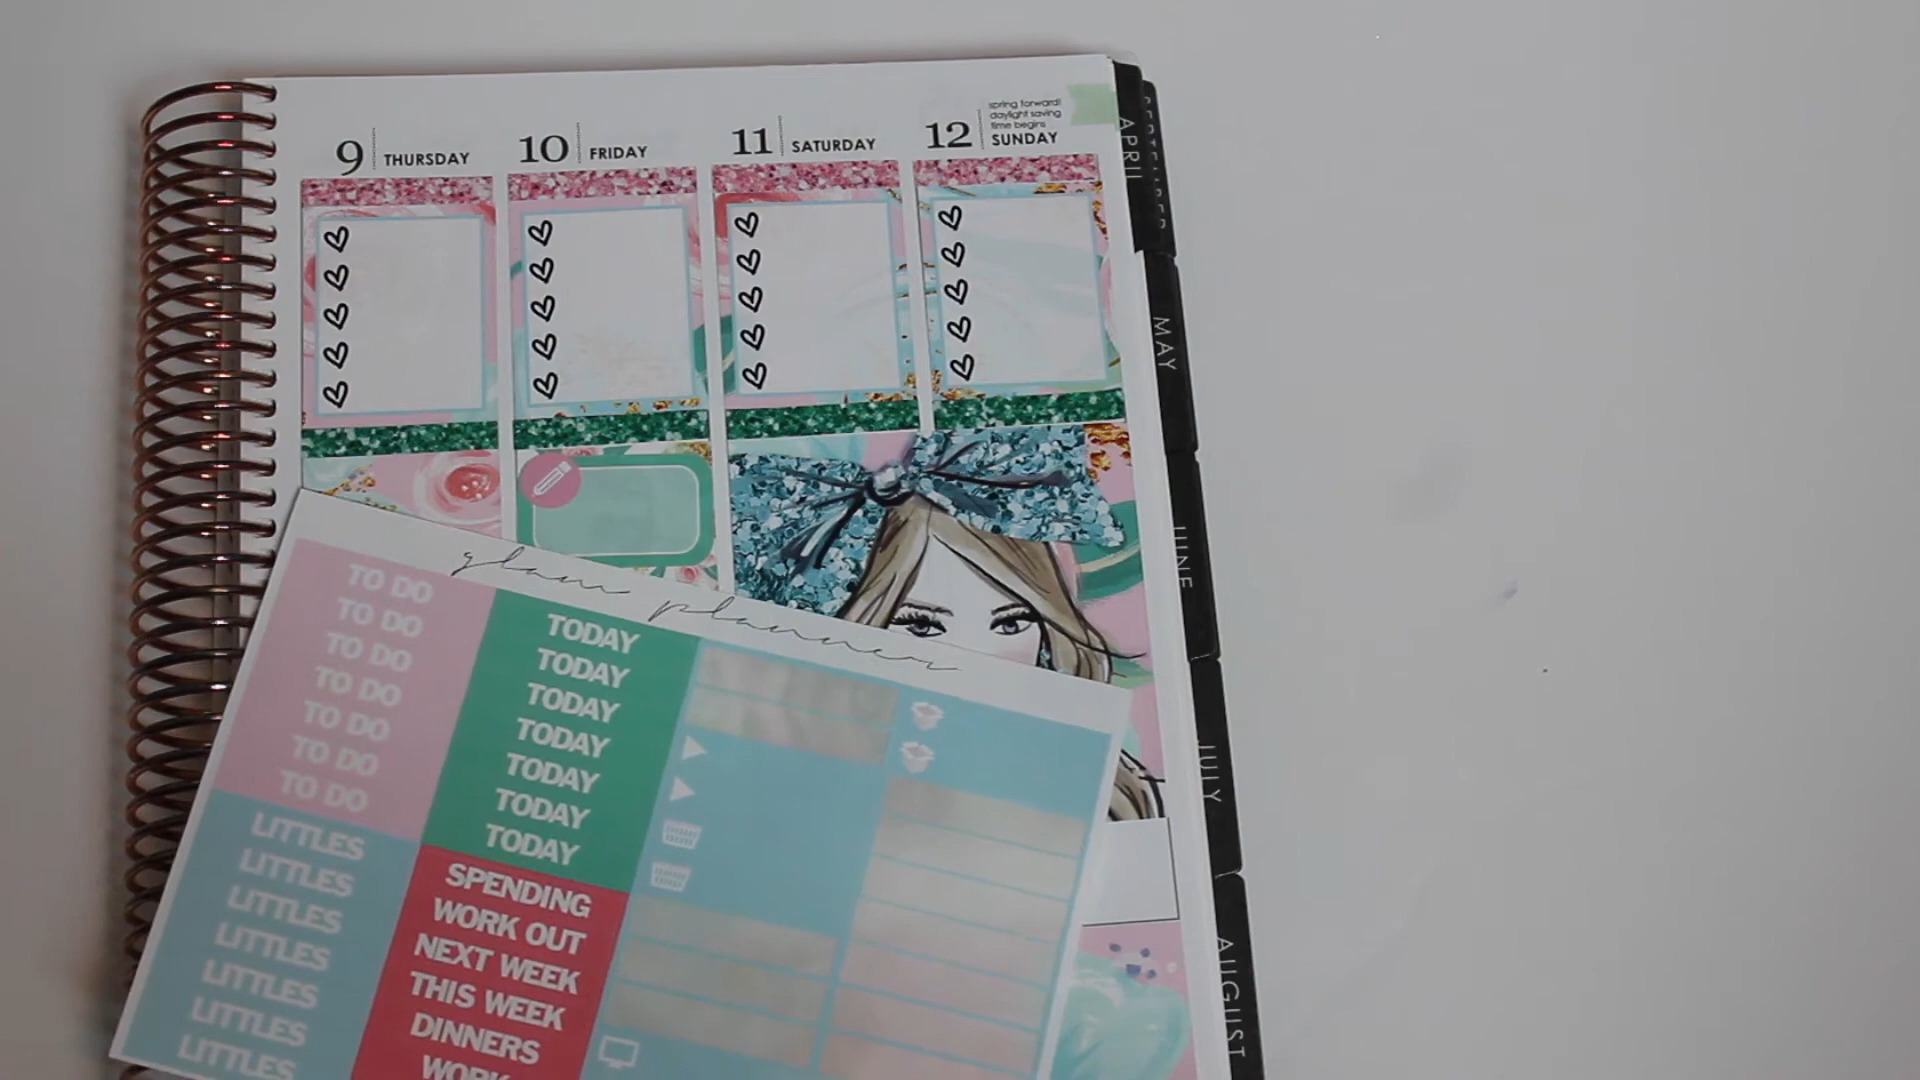 9 THURSDAY
10 FRIDAY
11 SATURDAY
12 SUNDAY
spring forward!
daylight saving
time begins
APRIL
SEPTEMBER
MAY
JUNE
JULY
AUGUST
glam planner
TO DO
TO DO
TO DO
TO DO
TO DO
TO DO
TO DO
TODAY
TODAY
TODAY
TODAY
TODAY
TODAY
TODAY
LITTLES
LITTLES
LITTLES
LITTLES
LITTLES
LITTLES
LITTLES
SPENDING
WORK OUT
NEXT WEEK
THIS WEEK
DINNERS
WORK